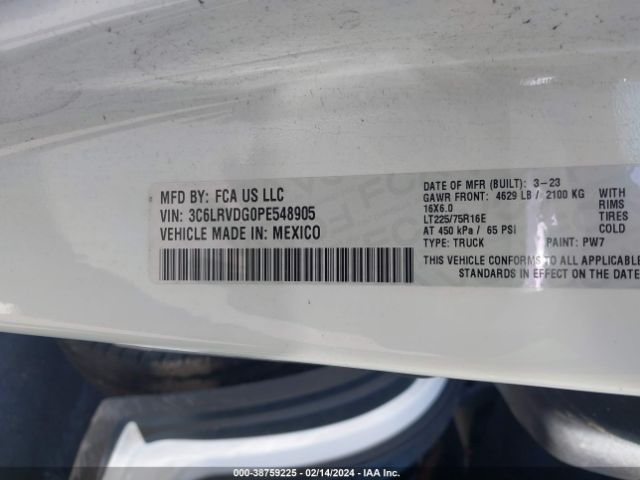 MFD BY: FCA US LLC
VIN: 3C6LRVDG0PE548905
VEHICLE MADE IN: MEXICO
DATE OF MFR (BUILT): 3-23
GAWR FRONT: 4629 LB / 2100 KG
WITH
16X6.0
RIMS
LT225/75R16E
TIRES
AT 450 kPa / 65 PSI
COLD
TYPE: TRUCK
PAINT: PW7
THIS VEHICLE CONFORMS TO ALL APPLICABLE
STANDARDS IN EFFECT ON THE DATE
000-38759225 - 02/14/2024 - IAA Inc.